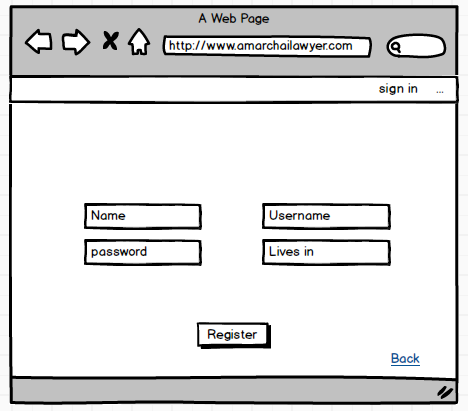 A Web Page
http://www.amarchailawyer.com
sign in ...
Name Username
password Lives in
Register
Back